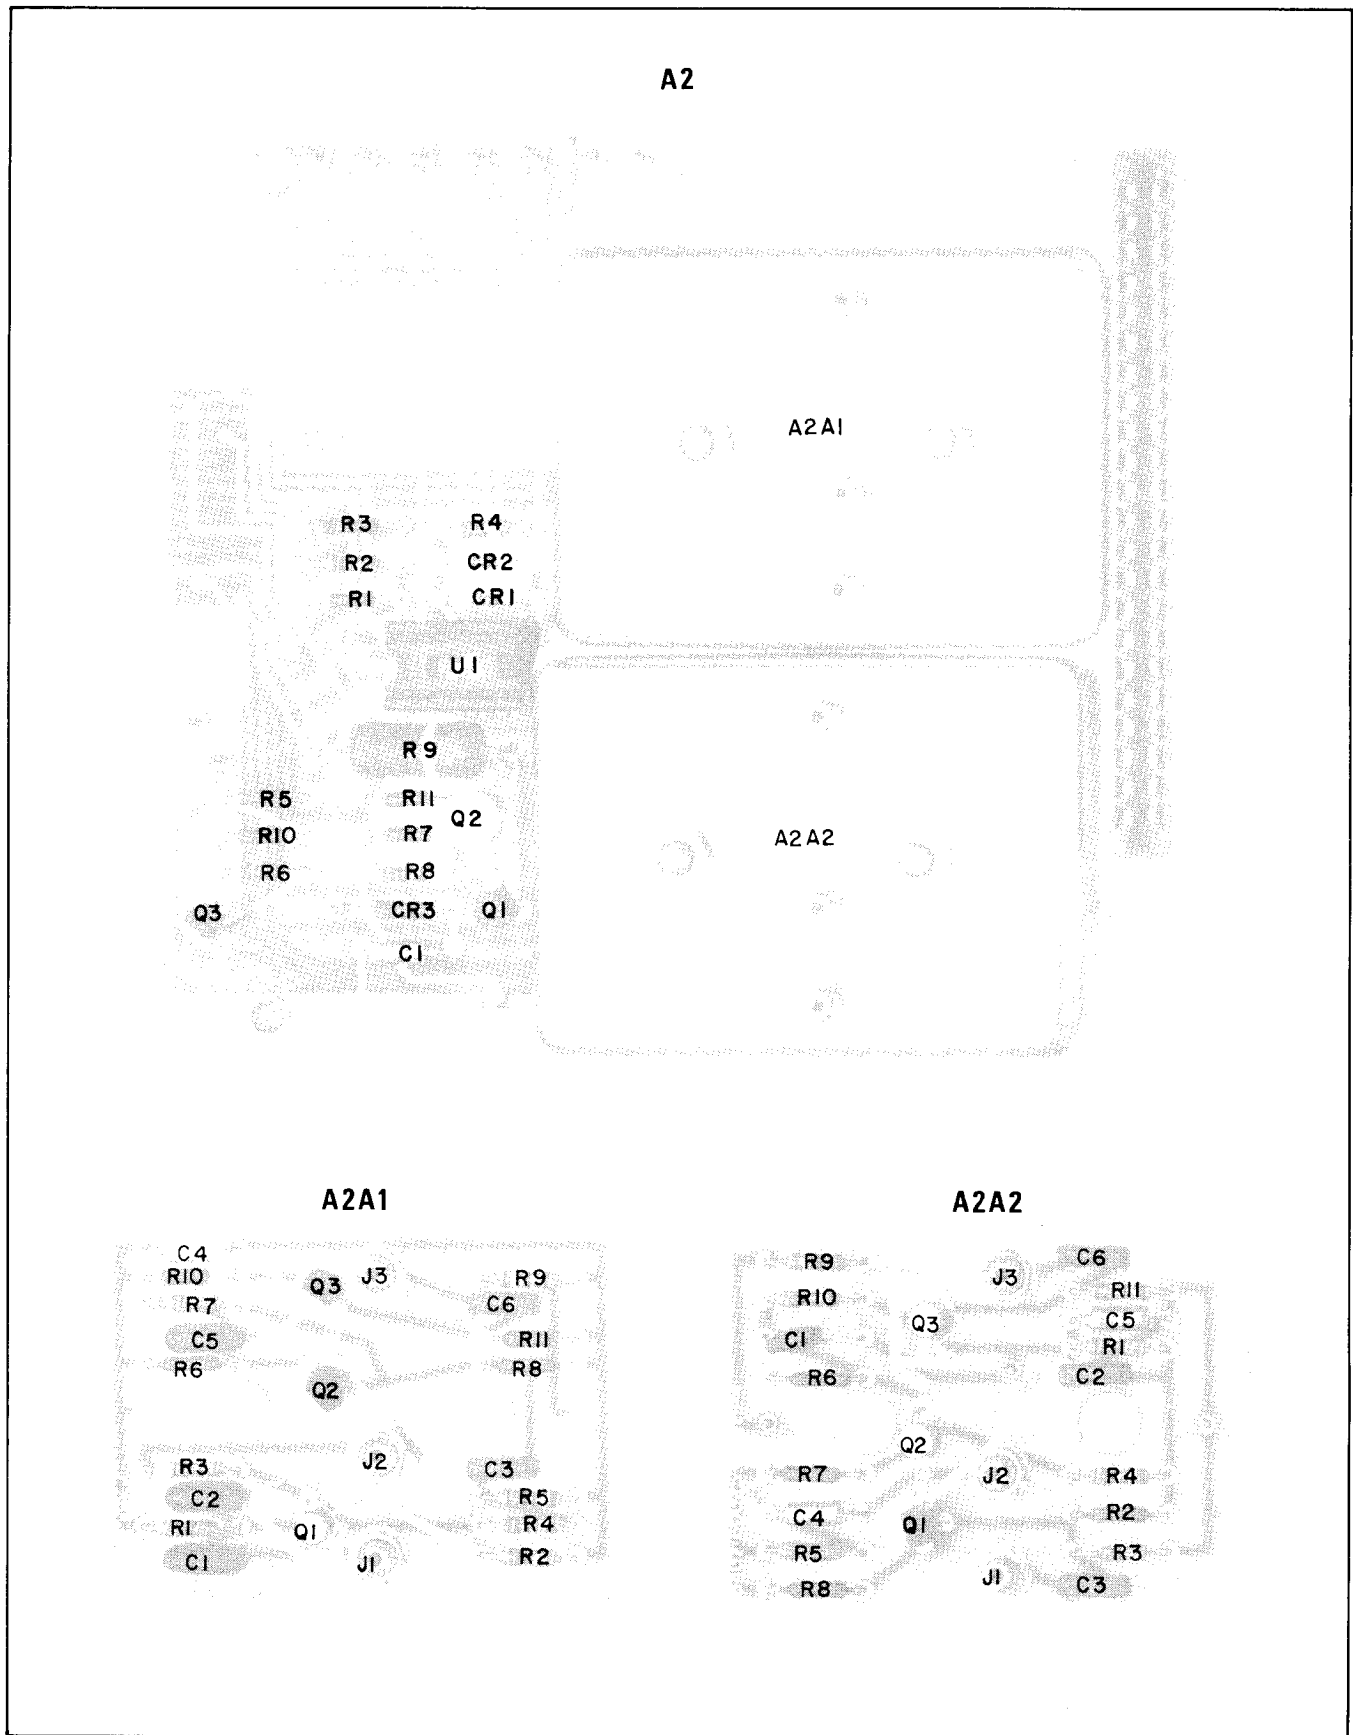 A2
A2A1
R3 R4
R2 CR2
R1 CR1
U1
R9
R5 R11 Q2
R10 R7
A2A2
R6 R8
Q3 CR3 Q1
C1
A2A1
C4
R10 Q3 J3 R9
R7 C6
C5 R11
R6 R8
Q2
R3 J2 C3
C2 R5
R1 Q1 R4
C1 J1 R2
A2A2
R9 J3 C6
R10 R11
Q3 C5
C1 R1
R6 C2
Q2
R7 J2 R4
C4 Q1 R2
R5 R3
R8 J1 C3